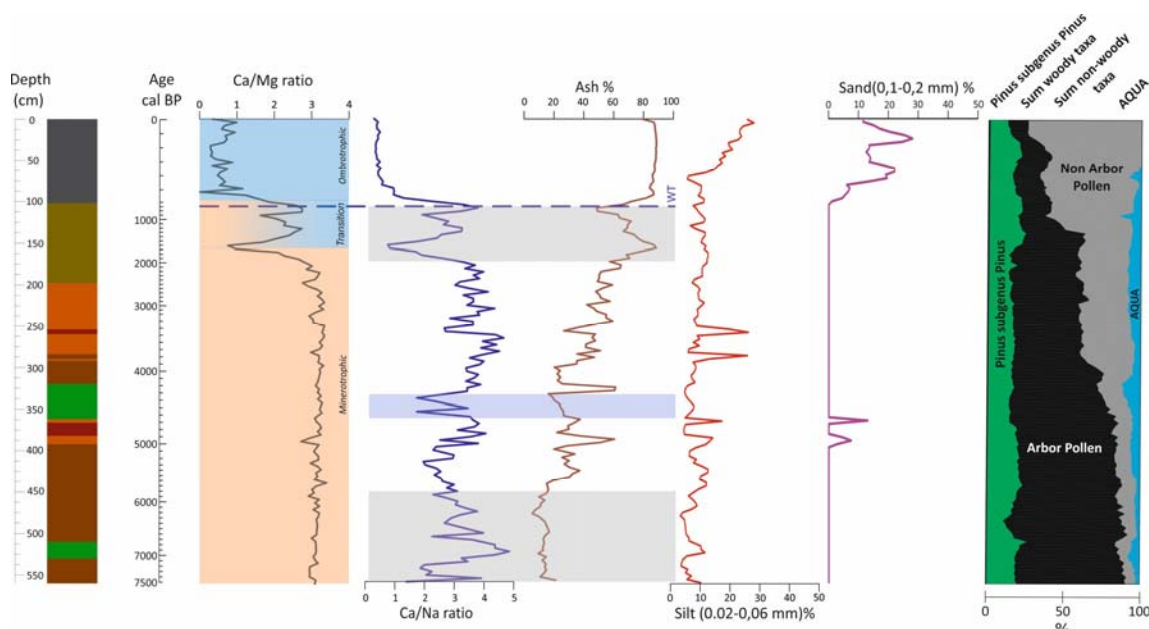 Depth
(cm)
Age
cal BP
Ca/Mg ratio
0 1 2 3 4
Ash %
0 20 40 60 80 100
Sand(0,1-0,2 mm) %
0 10 20 30 40 50
Pinus subgenus Pinus
Sum woody taxa
Sum non-woody
taxa
AQUA
0
50
100
150
200
250
300
350
400
450
500
550
0
1000
2000
3000
4000
5000
6000
7000
7500
Ombrotrophic
Transition
Minerotrophic
WT
Non Arbor
Pollen
Pinus subgenus Pinus
AQUA
Arbor Pollen
0 1 2 3 4 5
Ca/Na ratio
0 10 20 30 40 50
Silt (0.02-0,06 mm)%
0 50 100
%